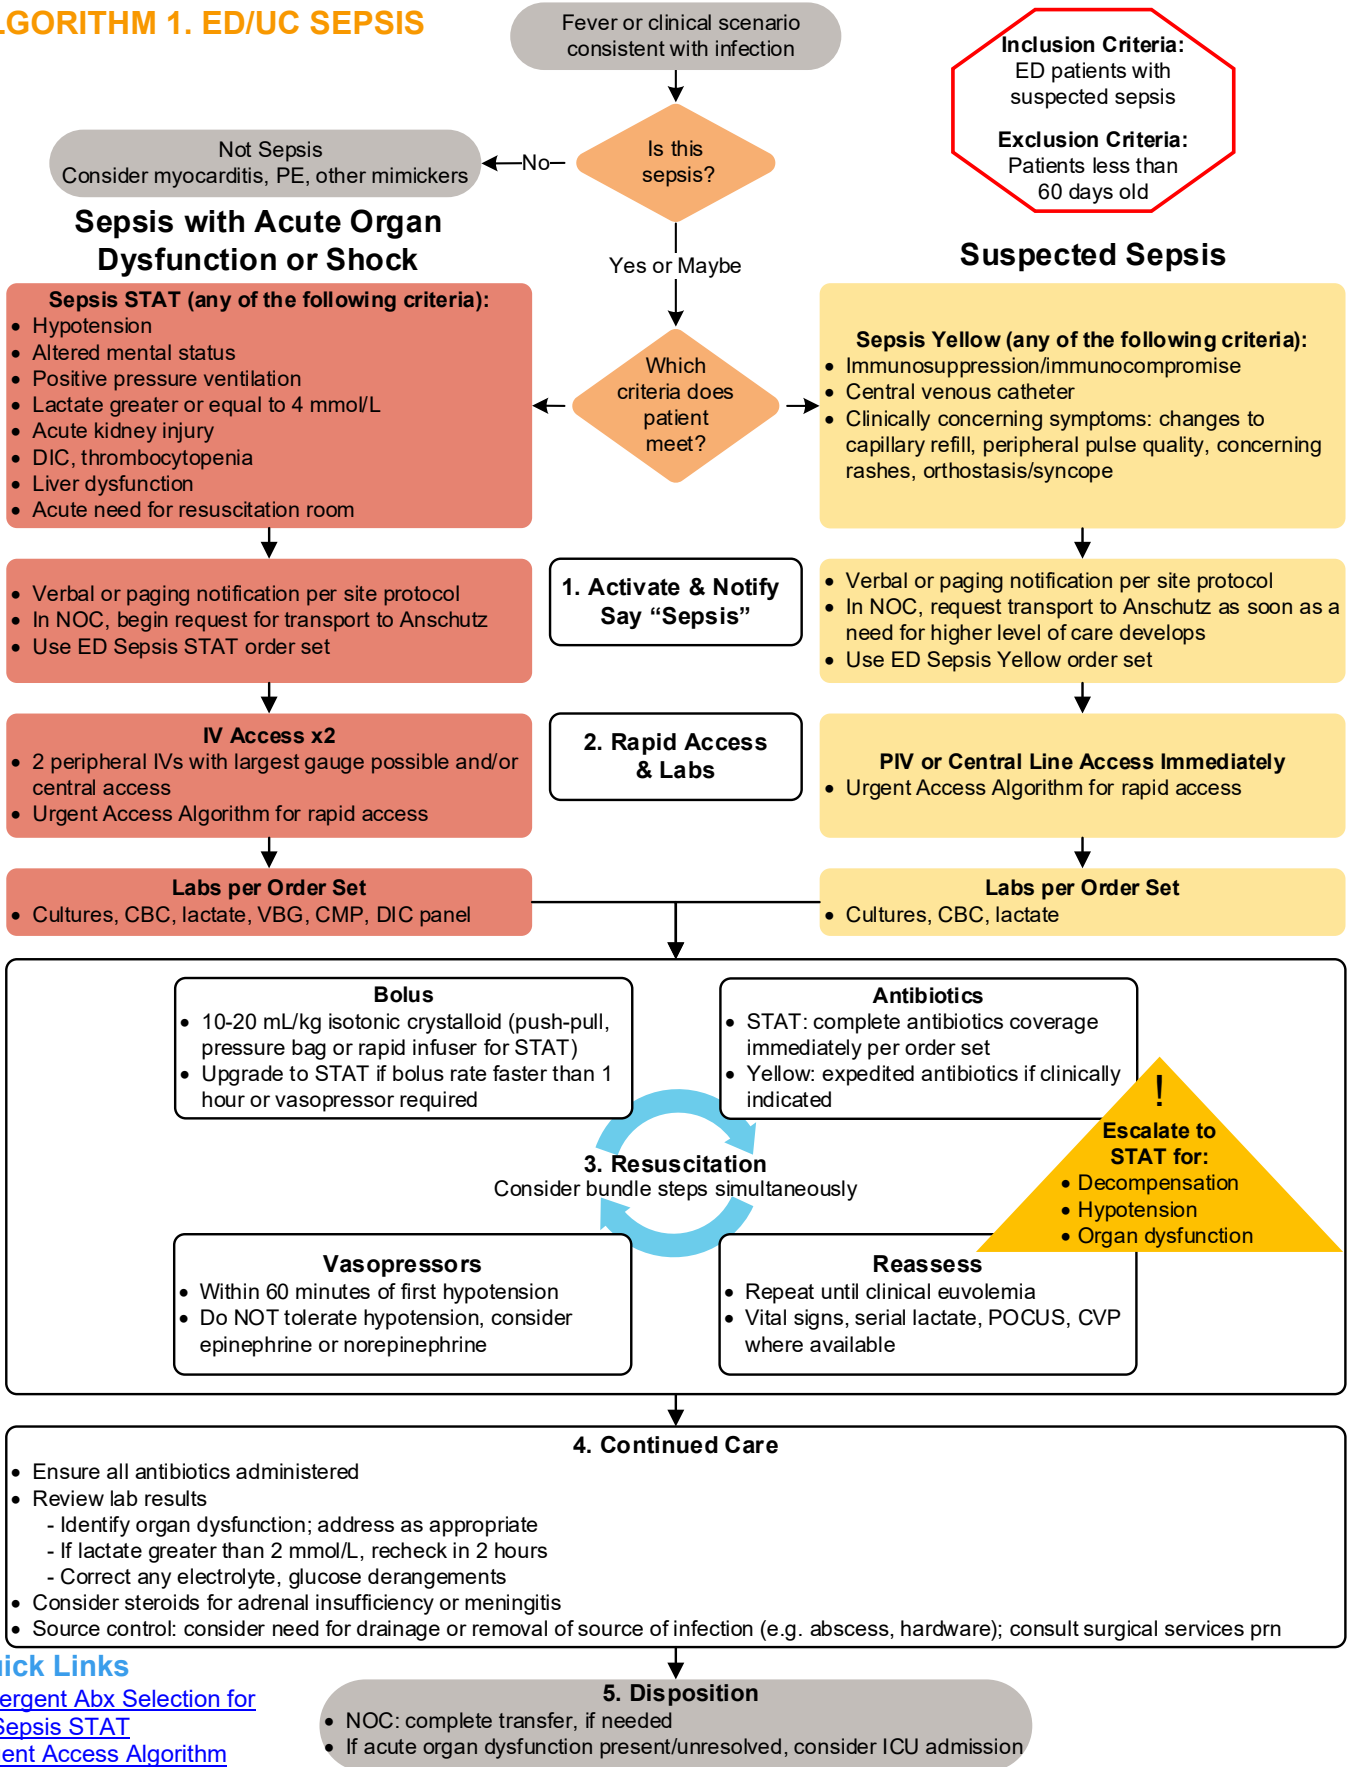 LGORITHM 1. ED/UC SEPSIS
Fever or clinical scenario
consistent with infection
Inclusion Criteria:
ED patients with
suspected sepsis
Exclusion Criteria:
Patients less than
60 days old
Is this
sepsis?
No
Not Sepsis
Consider myocarditis, PE, other mimickers
Yes or Maybe
Which
criteria does
patient
meet?
Sepsis with Acute Organ
Dysfunction or Shock
Suspected Sepsis
Sepsis STAT (any of the following criteria):
• Hypotension
• Altered mental status
• Positive pressure ventilation
• Lactate greater or equal to 4 mmol/L
• Acute kidney injury
• DIC, thrombocytopenia
• Liver dysfunction
• Acute need for resuscitation room
Sepsis Yellow (any of the following criteria):
• Immunosuppression/immunocompromise
• Central venous catheter
• Clinically concerning symptoms: changes to
capillary refill, peripheral pulse quality, concerning
rashes, orthostasis/syncope
1. Activate & Notify
Say “Sepsis”
• Verbal or paging notification per site protocol
• In NOC, begin request for transport to Anschutz
• Use ED Sepsis STAT order set
• Verbal or paging notification per site protocol
• In NOC, request transport to Anschutz as soon as a
need for higher level of care develops
• Use ED Sepsis Yellow order set
2. Rapid Access
& Labs
IV Access x2
• 2 peripheral IVs with largest gauge possible and/or
central access
• Urgent Access Algorithm for rapid access
PIV or Central Line Access Immediately
• Urgent Access Algorithm for rapid access
Labs per Order Set
• Cultures, CBC, lactate, VBG, CMP, DIC panel
Labs per Order Set
• Cultures, CBC, lactate
Bolus
• 10-20 mL/kg isotonic crystalloid (push-pull,
pressure bag or rapid infuser for STAT)
• Upgrade to STAT if bolus rate faster than 1
hour or vasopressor required
Antibiotics
• STAT: complete antibiotics coverage
immediately per order set
• Yellow: expedited antibiotics if clinically
indicated
3. Resuscitation
Consider bundle steps simultaneously
!
Escalate to
STAT for:
• Decompensation
• Hypotension
• Organ dysfunction
Vasopressors
• Within 60 minutes of first hypotension
• Do NOT tolerate hypotension, consider
epinephrine or norepinephrine
Reassess
• Repeat until clinical euvolemia
• Vital signs, serial lactate, POCUS, CVP
where available
4. Continued Care
• Ensure all antibiotics administered
• Review lab results
- Identify organ dysfunction; address as appropriate
- If lactate greater than 2 mmol/L, recheck in 2 hours
- Correct any electrolyte, glucose derangements
• Consider steroids for adrenal insufficiency or meningitis
• Source control: consider need for drainage or removal of source of infection (e.g. abscess, hardware); consult surgical services prn
uick Links
ergent Abx Selection for
Sepsis STAT
ent Access Algorithm
5. Disposition
• NOC: complete transfer, if needed
• If acute organ dysfunction present/unresolved, consider ICU admission